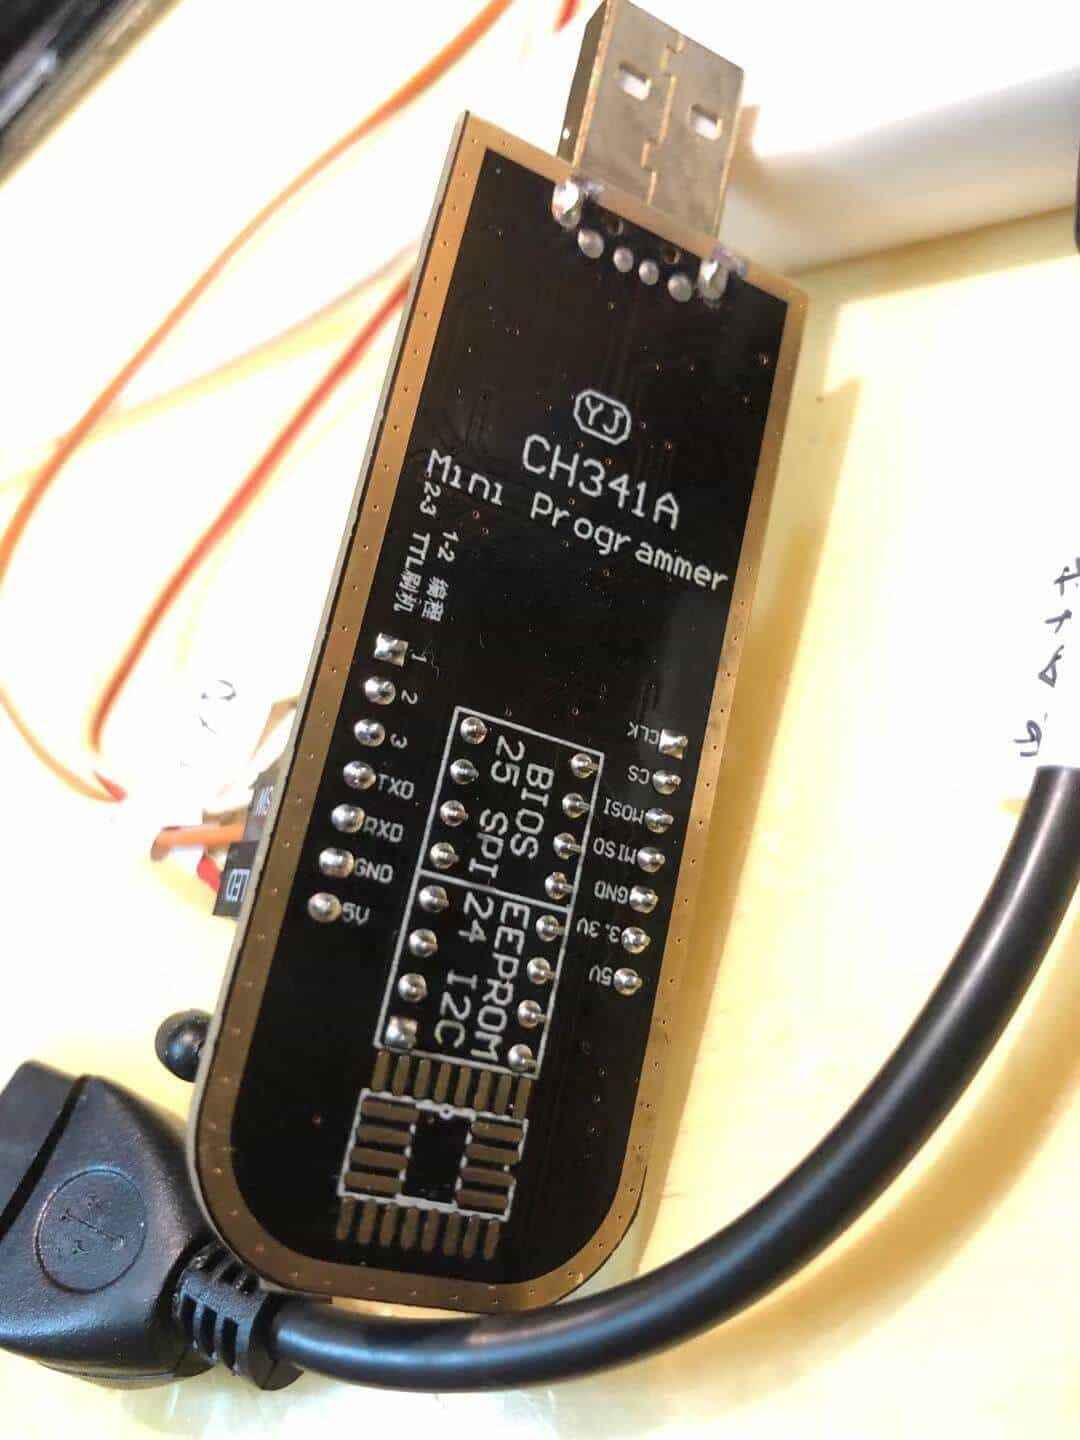 YJ
CH341A
Mini Programmer
1-2 编程
2-3 TTL刷机
1
2
3
TXD
RXD
GND
5V
BIOS
25 SPI
EEPROM
24 I2C
CLK
CS
MOSI
MISO
GND
3.3V
5V